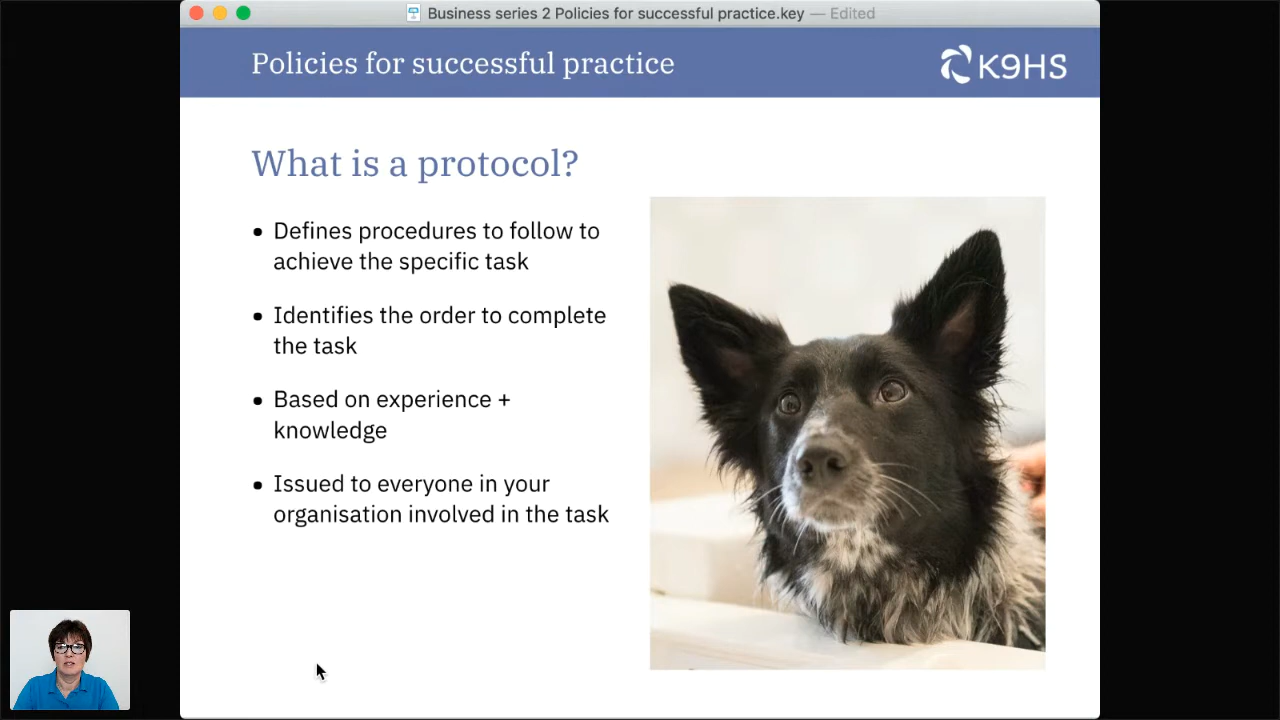 Business series 2 Policies for successful practice.key — Edited
Policies for successful practice
K9HS
What is a protocol?
• Defines procedures to follow to
achieve the specific task
• Identifies the order to complete
the task
• Based on experience +
knowledge
• Issued to everyone in your
organisation involved in the task